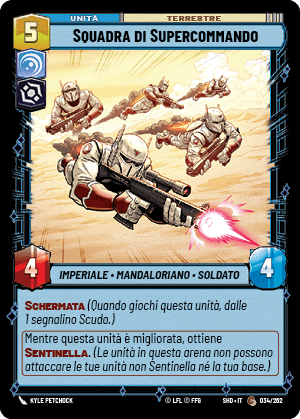 UNITÀ
TERRESTRE
5
SQUADRA DI SUPERCOMMANDO
4
4
IMPERIALE • MANDALORIANO • SOLDATO
SCHERMATA (Quando giochi questa unità, dalle
1 segnalino Scudo.)
Mentre questa unità è migliorata, ottiene
SENTINELLA. (Le unità in questa arena non possono
attaccare le tue unità non Sentinella né la tua base.)
KYLE PETCHOCK
© LFL © FFG
SHD • IT
034/262